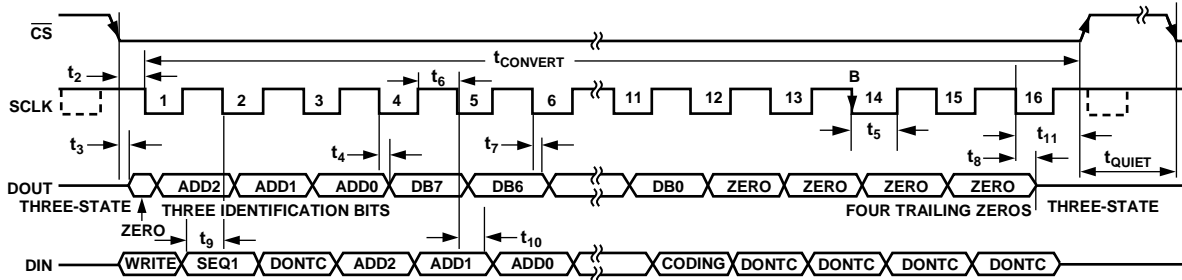 CS
tCONVERT
t2
t6
B
SCLK
1 2 3 4 5 6 11 12 13 14 15 16
t5
t11
t3
t4
t7
t8
tQUIET
DOUT
ADD2 ADD1 ADD0 DB7 DB6 DB0 ZERO ZERO ZERO ZERO
THREE-STATE
THREE IDENTIFICATION BITS
FOUR TRAILING ZEROS
THREE-STATE
ZERO
t9
t10
DIN
WRITE SEQ1 DONTC ADD2 ADD1 ADD0 CODING DONTC DONTC DONTC DONTC